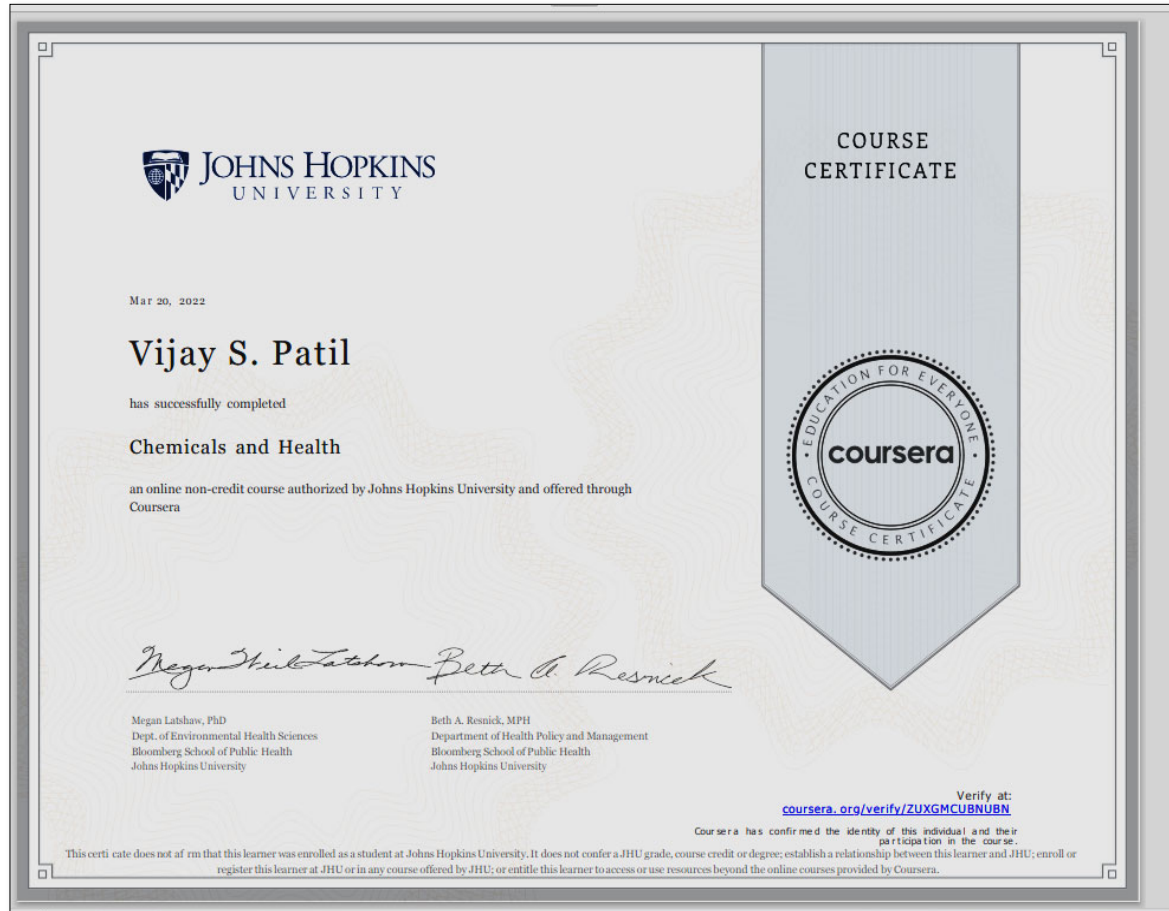 JOHNS HOPKINS
UNIVERSITY
COURSE
CERTIFICATE
Mar 20, 2022
Vijay S. Patil
has successfully completed
Chemicals and Health
an online non-credit course authorized by Johns Hopkins University and offered through
Coursera
EDUCATION FOR EVERYONE
coursera
COURSE CERTIFICATE
Megan Weil Latshaw
Beth A. Resnick
Megan Latshaw, PhD
Dept. of Environmental Health Sciences
Bloomberg School of Public Health
Johns Hopkins University
Beth A. Resnick, MPH
Department of Health Policy and Management
Bloomberg School of Public Health
Johns Hopkins University
Verify at:
coursera. org/verify/ZUXGMCUBNUBN
Coursera has confirmed the identity of this individual and their
participation in the course.
This certi cate does not af rm that this learner was enrolled as a student at Johns Hopkins University. It does not confer a JHU grade, course credit or degree; establish a relationship between this learner and JHU; enroll or
register this learner at JHU or in any course offered by JHU; or entitle this learner to access or use resources beyond the online courses provided by Coursera.